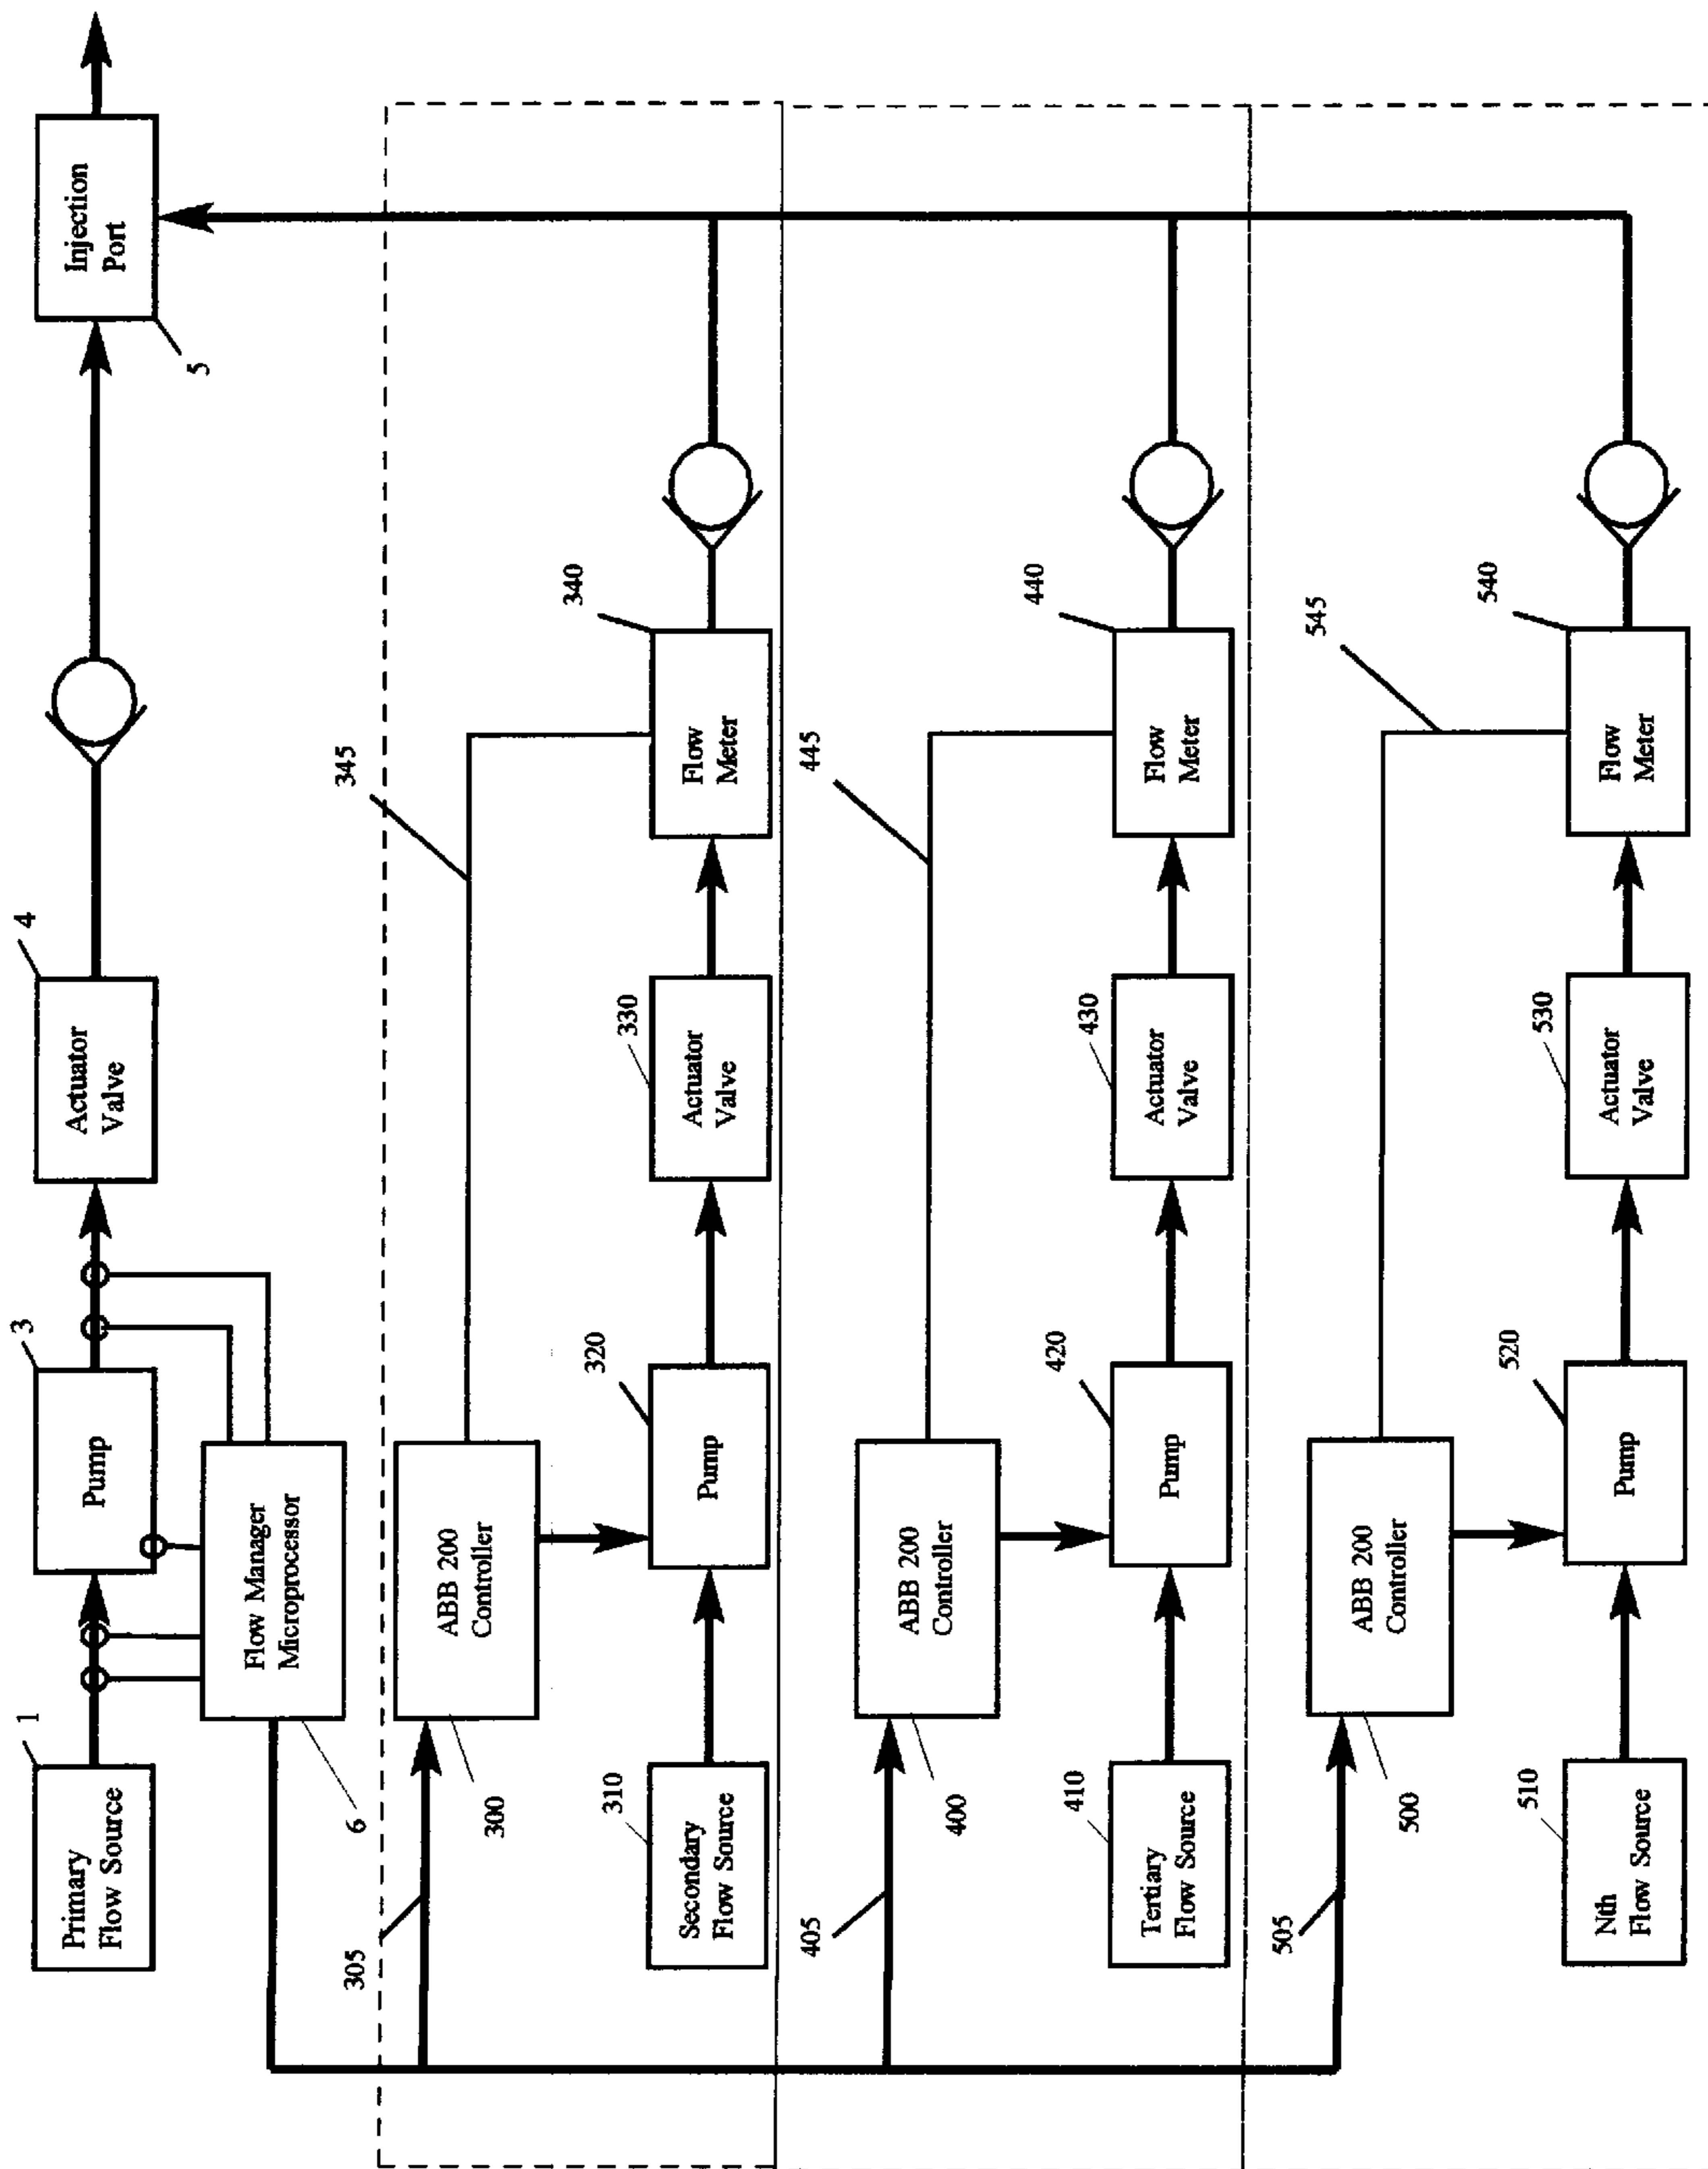 1
Primary
Flow Source
3
Pump
4
Actuator
Valve
5
Injection
Port
6
Flow Manager
Microprocessor
305
300
ABB 200
Controller
345
310
Secondary
Flow Source
320
Pump
330
Actuator
Valve
340
Flow
Meter
405
400
ABB 200
Controller
445
410
Tertiary
Flow Source
420
Pump
430
Actuator
Valve
440
Flow
Meter
505
500
ABB 200
Controller
545
510
Nth
Flow Source
520
Pump
530
Actuator
Valve
540
Flow
Meter